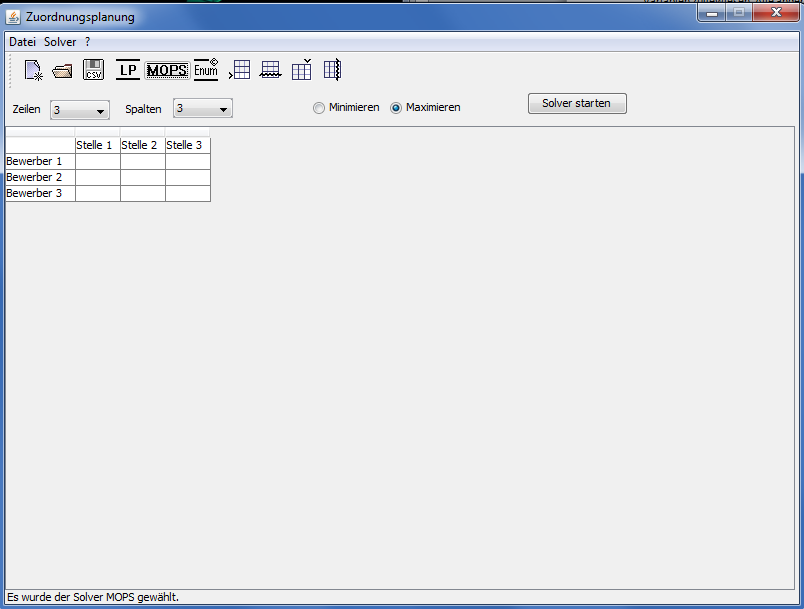 Zuordnungsplanung
Datei Solver ?
CSV LP MOPS Enum
Zeilen 3 Spalten 3 Minimieren Maximieren Solver starten
Stelle 1 Stelle 2 Stelle 3
Bewerber 1
Bewerber 2
Bewerber 3
Es wurde der Solver MOPS gewählt.